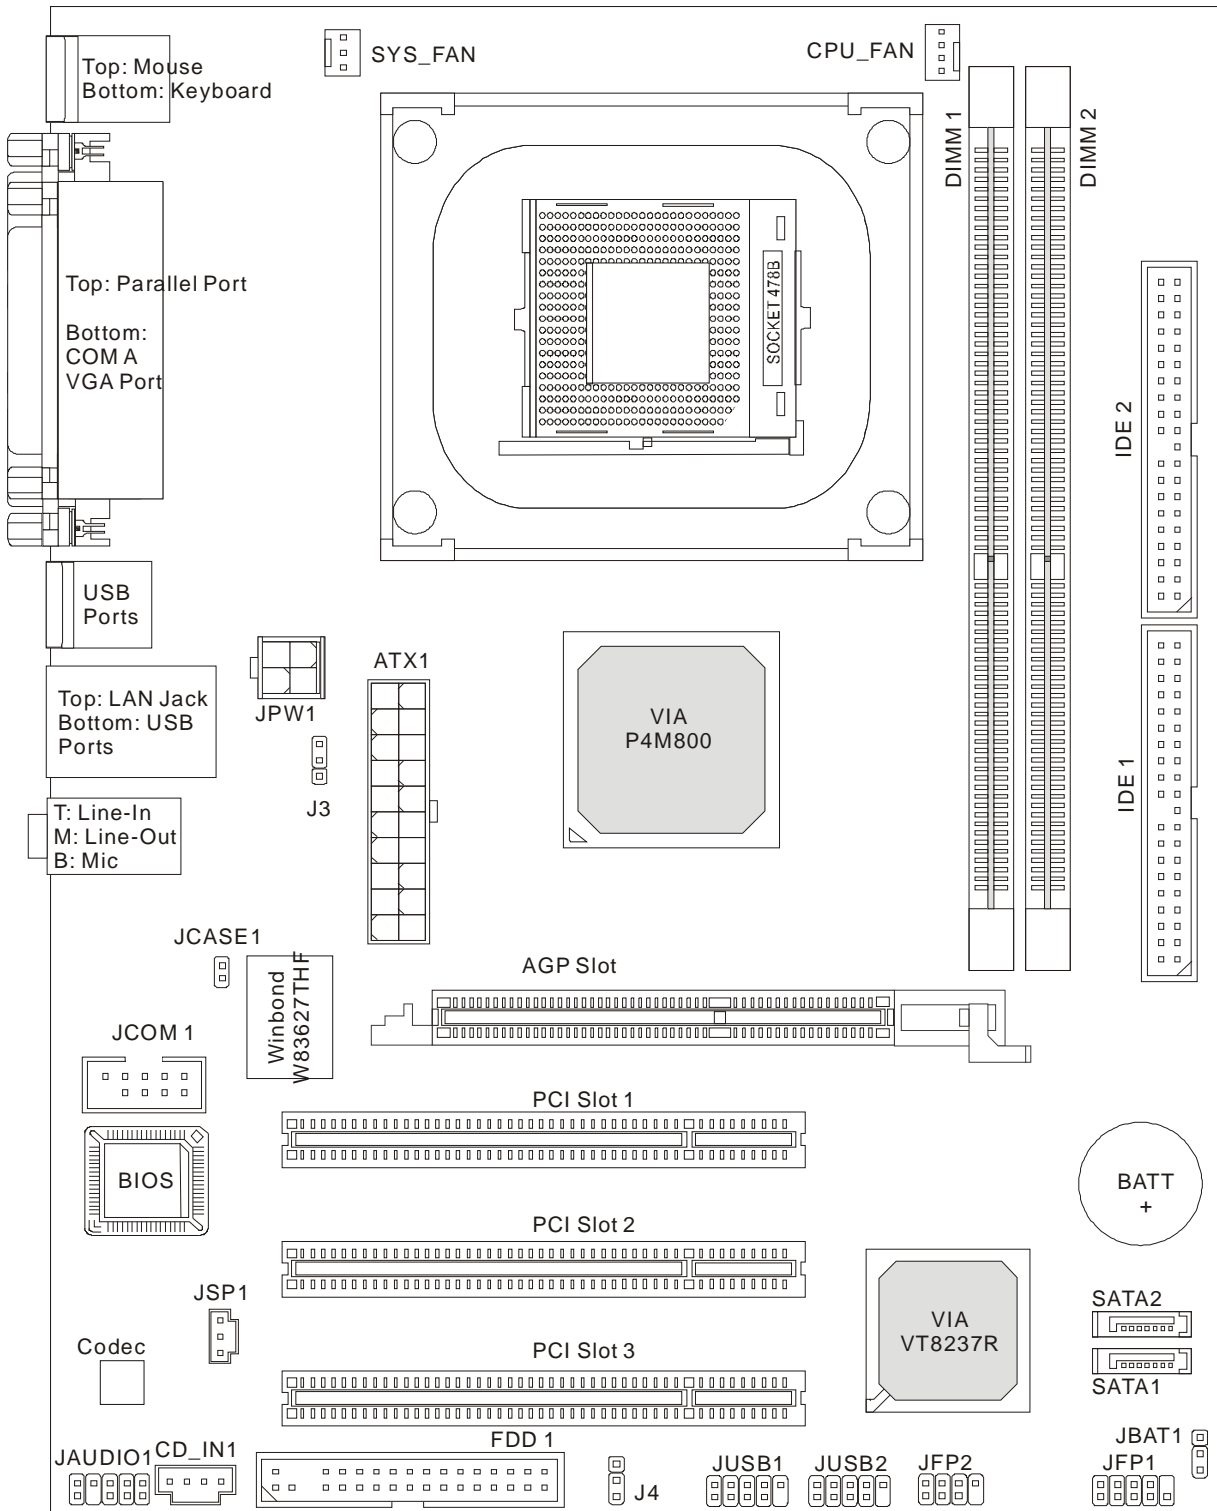 SYS_FAN
CPU_FAN
Top: Mouse
Bottom: Keyboard
DIMM 1
DIMM 2
Top: Parallel Port
Bottom:
COM A
VGA Port
SOCKET 478B
IDE 2
USB
Ports
ATX1
Top: LAN Jack
Bottom: USB
Ports
JPW1
VIA
P4M800
IDE 1
J3
T: Line-In
M: Line-Out
B: Mic
JCASE1
Winbond
W83627THF
AGP Slot
JCOM 1
PCI Slot 1
BIOS
BATT
+
PCI Slot 2
JSP1
SATA2
VIA
VT8237R
Codec
PCI Slot 3
SATA1
JBAT1
JAUDIO1
CD_IN1
FDD 1
J4
JUSB1
JUSB2
JFP2
JFP1